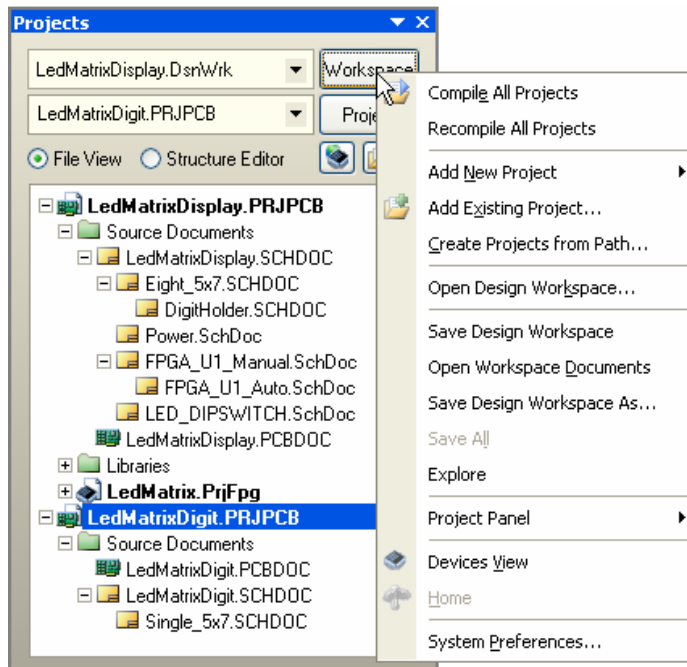 Projects
LedMatrixDisplay.DsnWrk
Workspace
LedMatrixDigit.PRJPCB
Proje
File View
Structure Editor
LedMatrixDisplay.PRJPCB
Source Documents
LedMatrixDisplay.SCHDOC
Eight_5x7.SCHDOC
DigitHolder.SCHDOC
Power.SchDoc
FPGA_U1_Manual.SchDoc
FPGA_U1_Auto.SchDoc
LED_DIPSWITCH.SchDoc
LedMatrixDisplay.PCBDOC
Libraries
LedMatrix.PrjFpg
LedMatrixDigit.PRJPCB
Source Documents
LedMatrixDigit.PCBDOC
LedMatrixDigit.SCHDOC
Single_5x7.SCHDOC
Compile All Projects
Recompile All Projects
Add New Project
Add Existing Project...
Create Projects from Path...
Open Design Workspace...
Save Design Workspace
Open Workspace Documents
Save Design Workspace As...
Save All
Explore
Project Panel
Devices View
Home
System Preferences...